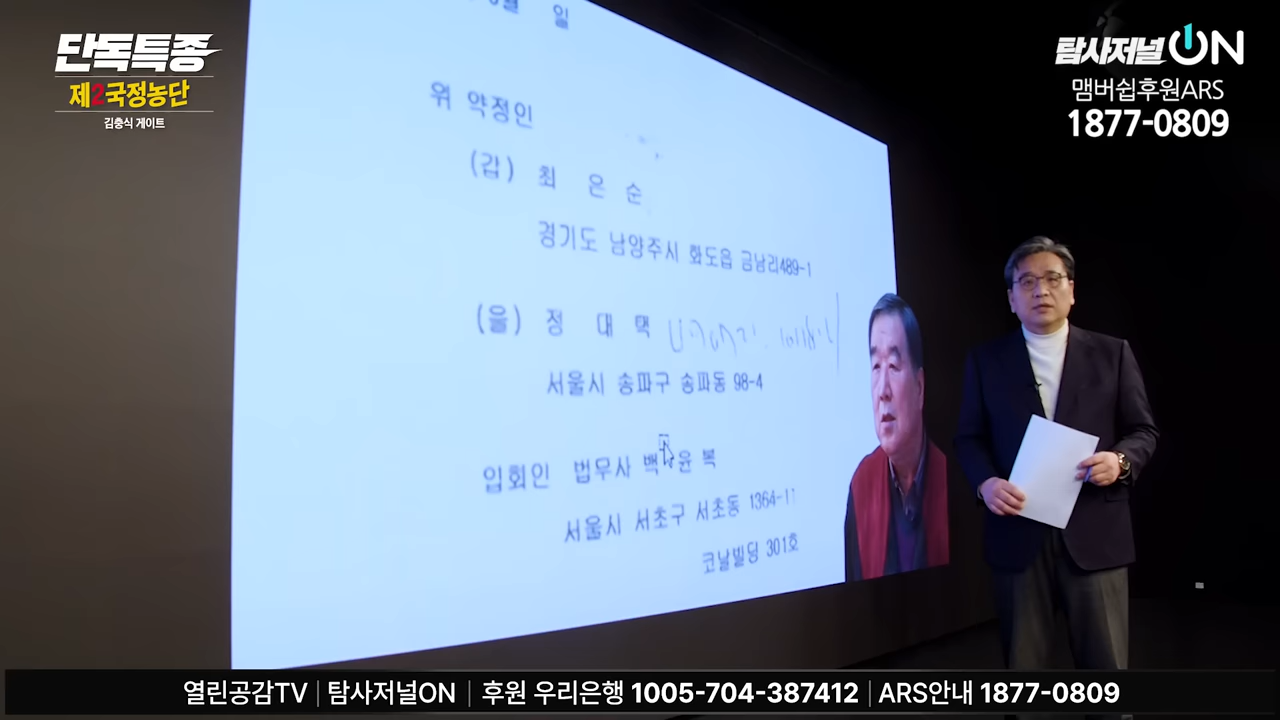 단독특종
제2국정농단
김충식 게이트
탐사저널ON
맴버쉽후원ARS
1877-0809
일
위 약정인
(갑) 최 은 순
경기도 남양주시 화도읍 금남리489-1
(을) 정 대 택
서울시 송파구 송파동 98-4
입회인 법무사 백 윤 복
서울시 서초구 서초동 1364-11
코날빌딩 301호
열린공감TV | 탐사저널ON | 후원 우리은행 1005-704-387412 | ARS안내 1877-0809